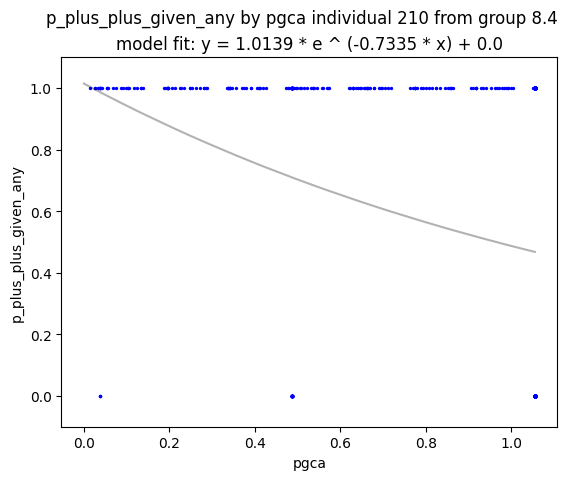 p_plus_plus_given_any by pgca individual 210 from group 8.4
model fit: y = 1.0139 * e ^ (-0.7335 * x) + 0.0
1.0
0.8
0.6
0.4
0.2
0.0
p_plus_plus_given_any
0.0 0.2 0.4 0.6 0.8 1.0
pgca